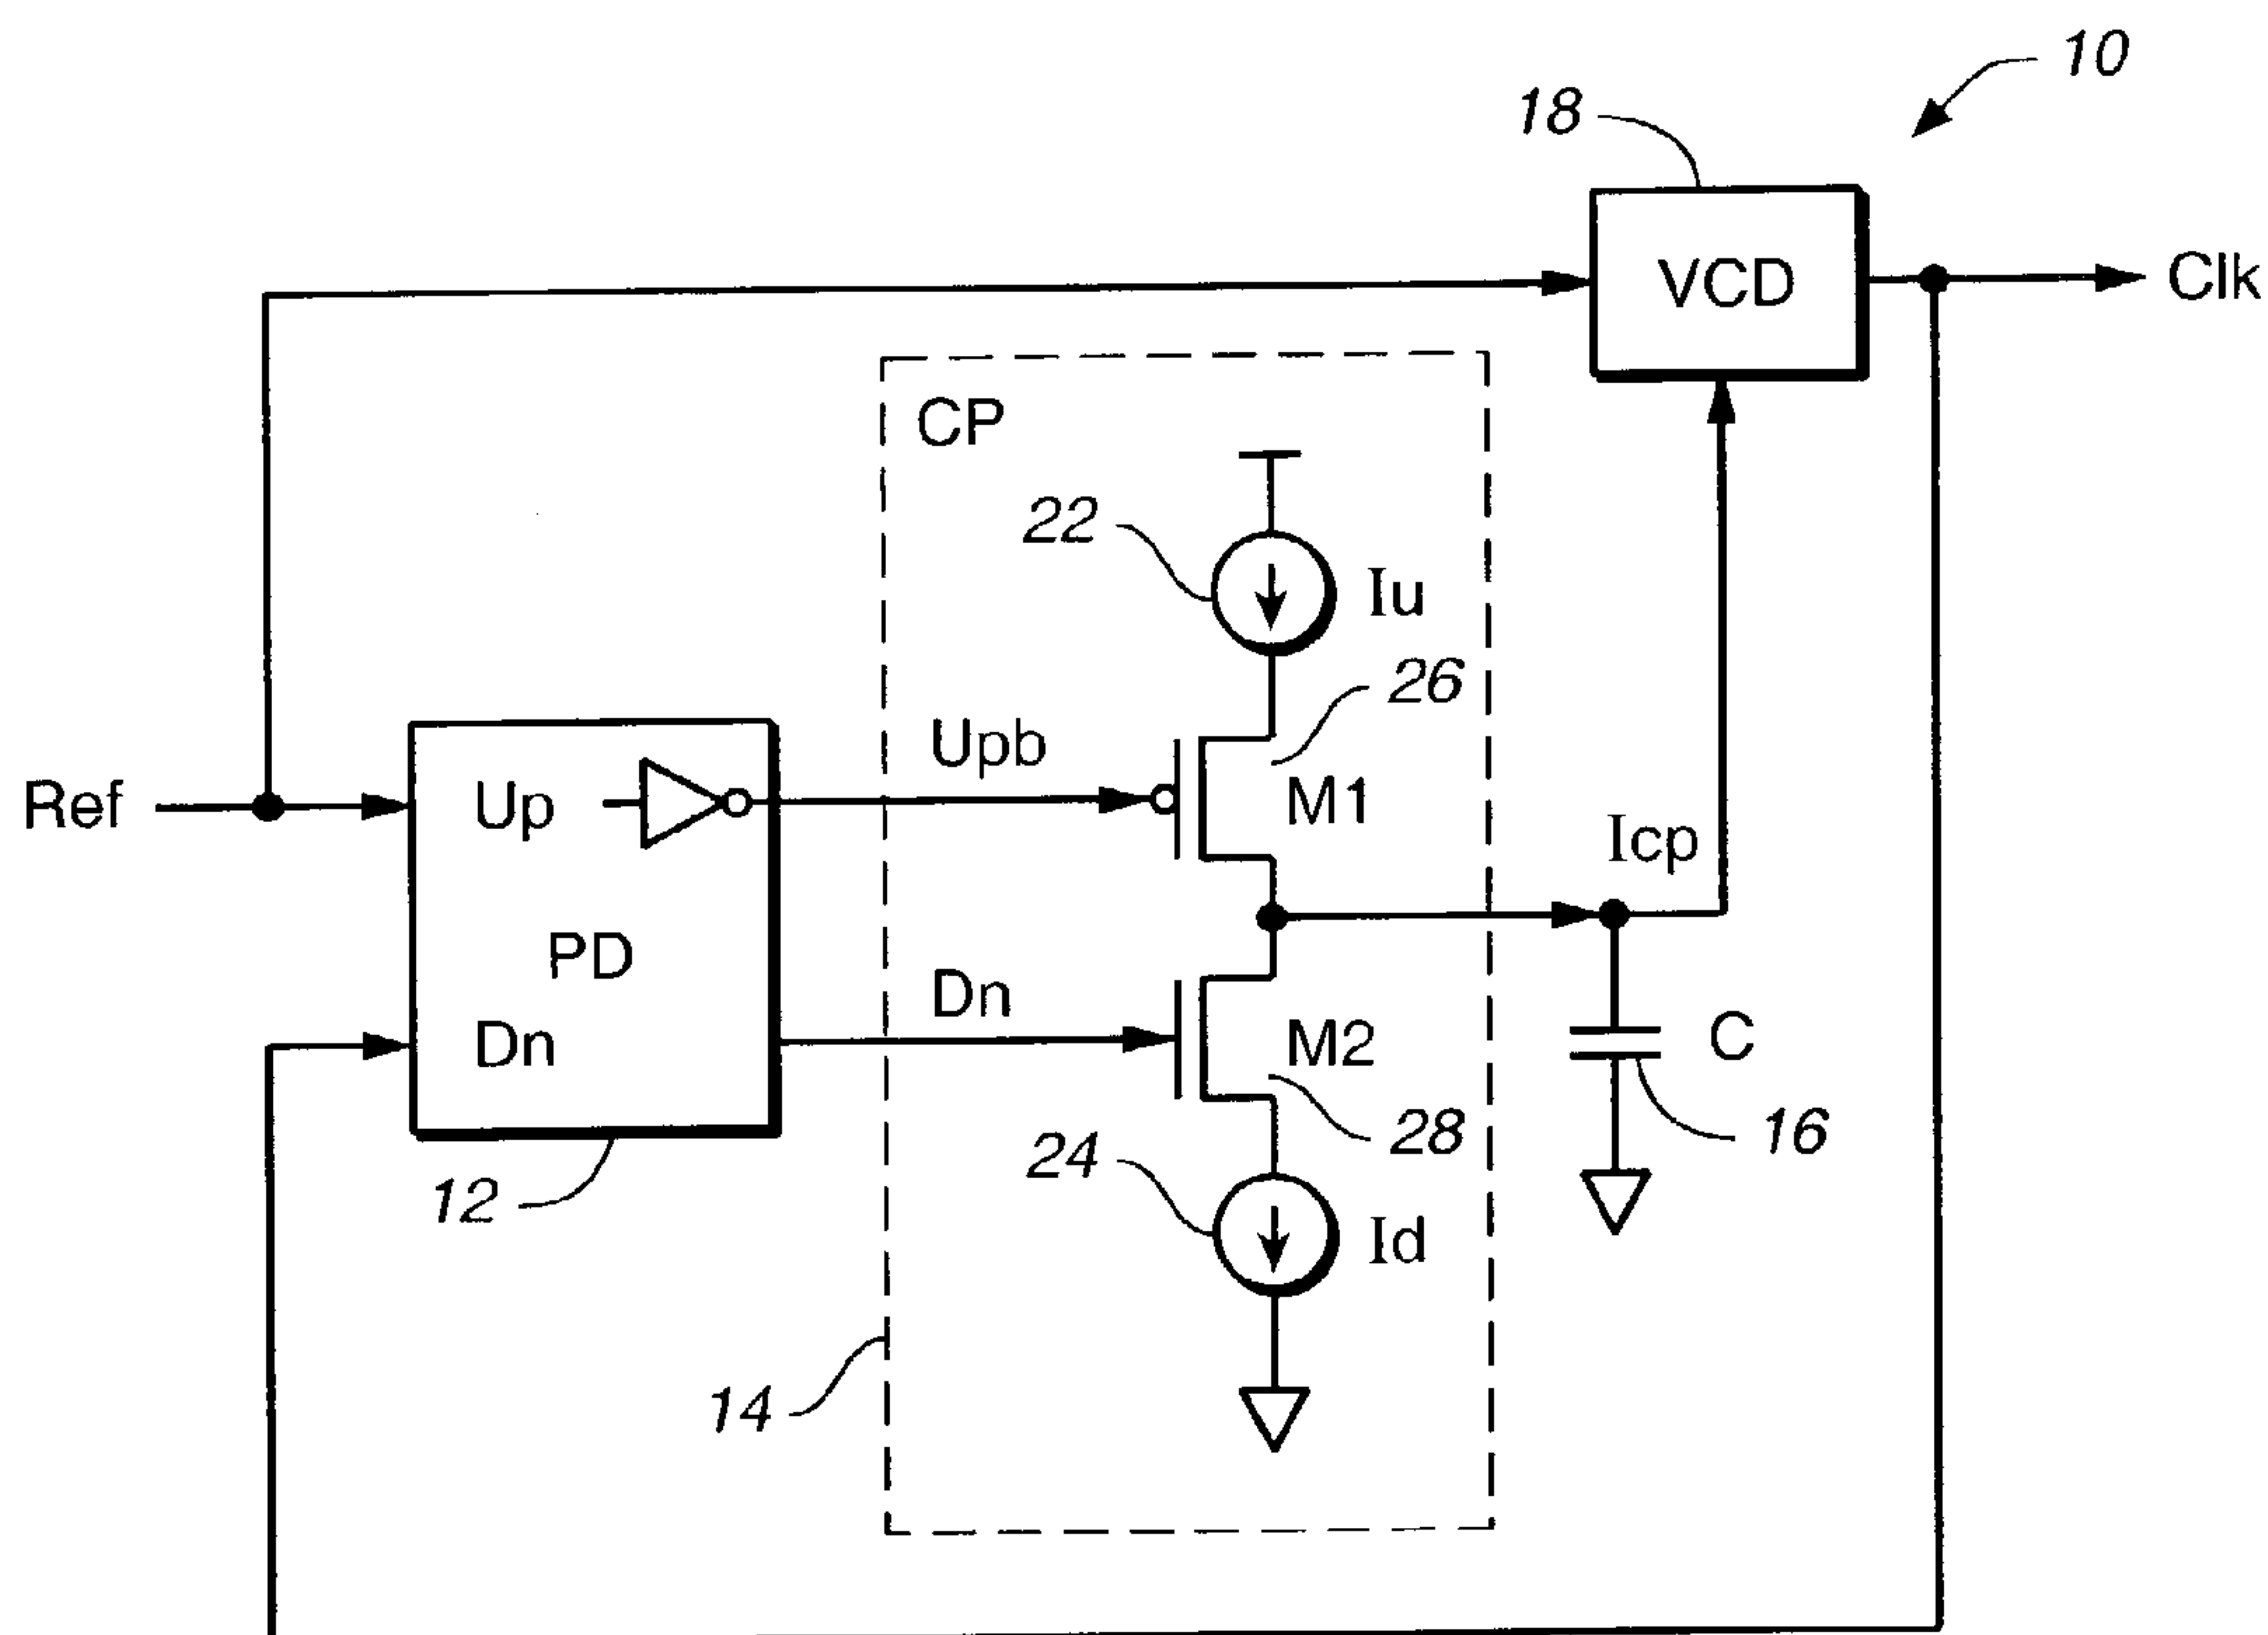 10
18
VCD
Clk
CP
22
Iu
26
Upb
Ref
Up
M1
Icp
PD
Dn
Dn
M2
C
28
16
24
12
Id
14